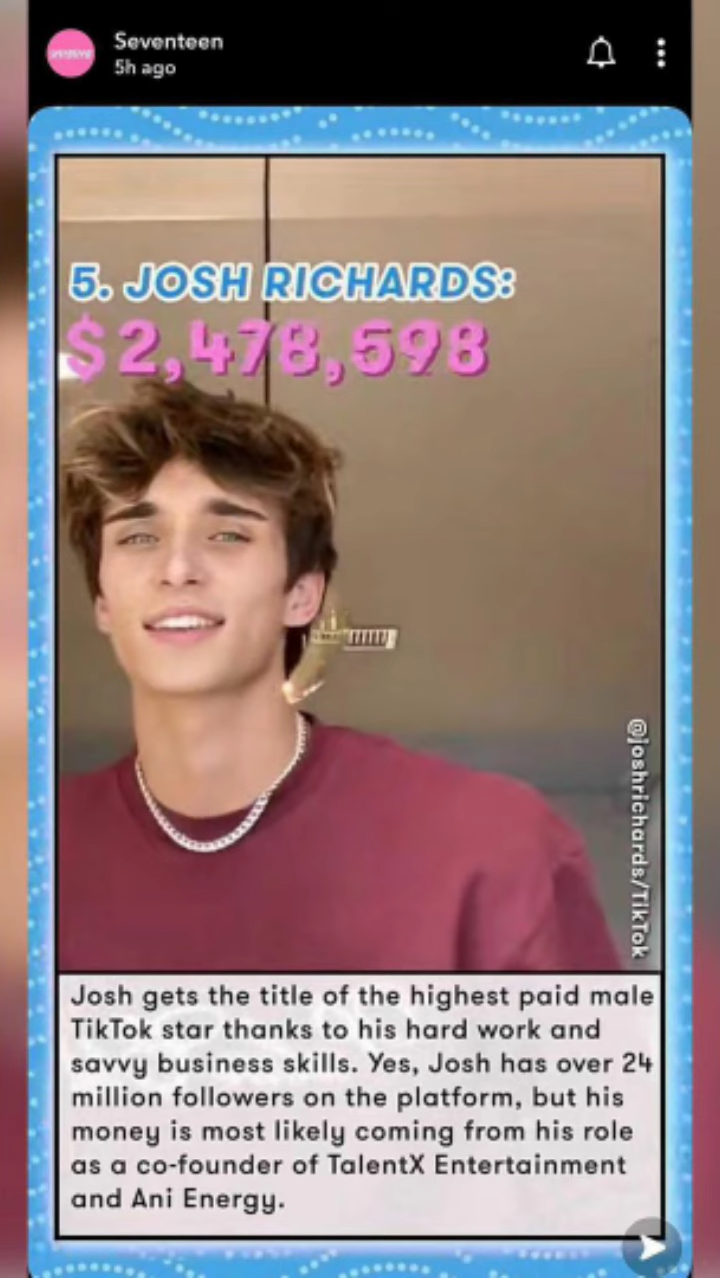 Seventeen
5h ago
5. JOSH RICHARDS:
$2,478,598
@joshrichards/TikTok
Josh gets the title of the highest paid male
TikTok star thanks to his hard work and
savvy business skills. Yes, Josh has over 24
million followers on the platform, but his
money is most likely coming from his role
as a co-founder of TalentX Entertainment
and Ani Energy.